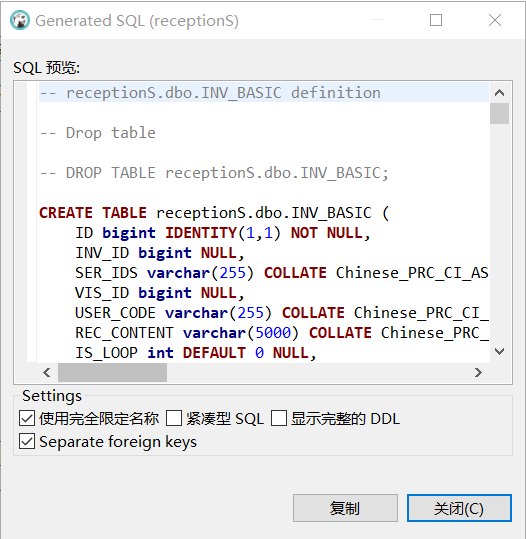 Generated SQL (receptionS)
SQL 预览:
-- receptionS.dbo.INV_BASIC definition
-- Drop table
-- DROP TABLE receptionS.dbo.INV_BASIC;
CREATE TABLE receptionS.dbo.INV_BASIC (
ID bigint IDENTITY(1,1) NOT NULL,
INV_ID bigint NULL,
SER_IDS varchar(255) COLLATE Chinese_PRC_CI_AS
VIS_ID bigint NULL,
USER_CODE varchar(255) COLLATE Chinese_PRC_CI_
REC_CONTENT varchar(5000) COLLATE Chinese_PRC_
IS_LOOP int DEFAULT 0 NULL,
Settings
使用完全限定名称 紧凑型 SQL 显示完整的 DDL
Separate foreign keys
复制 关闭(C)